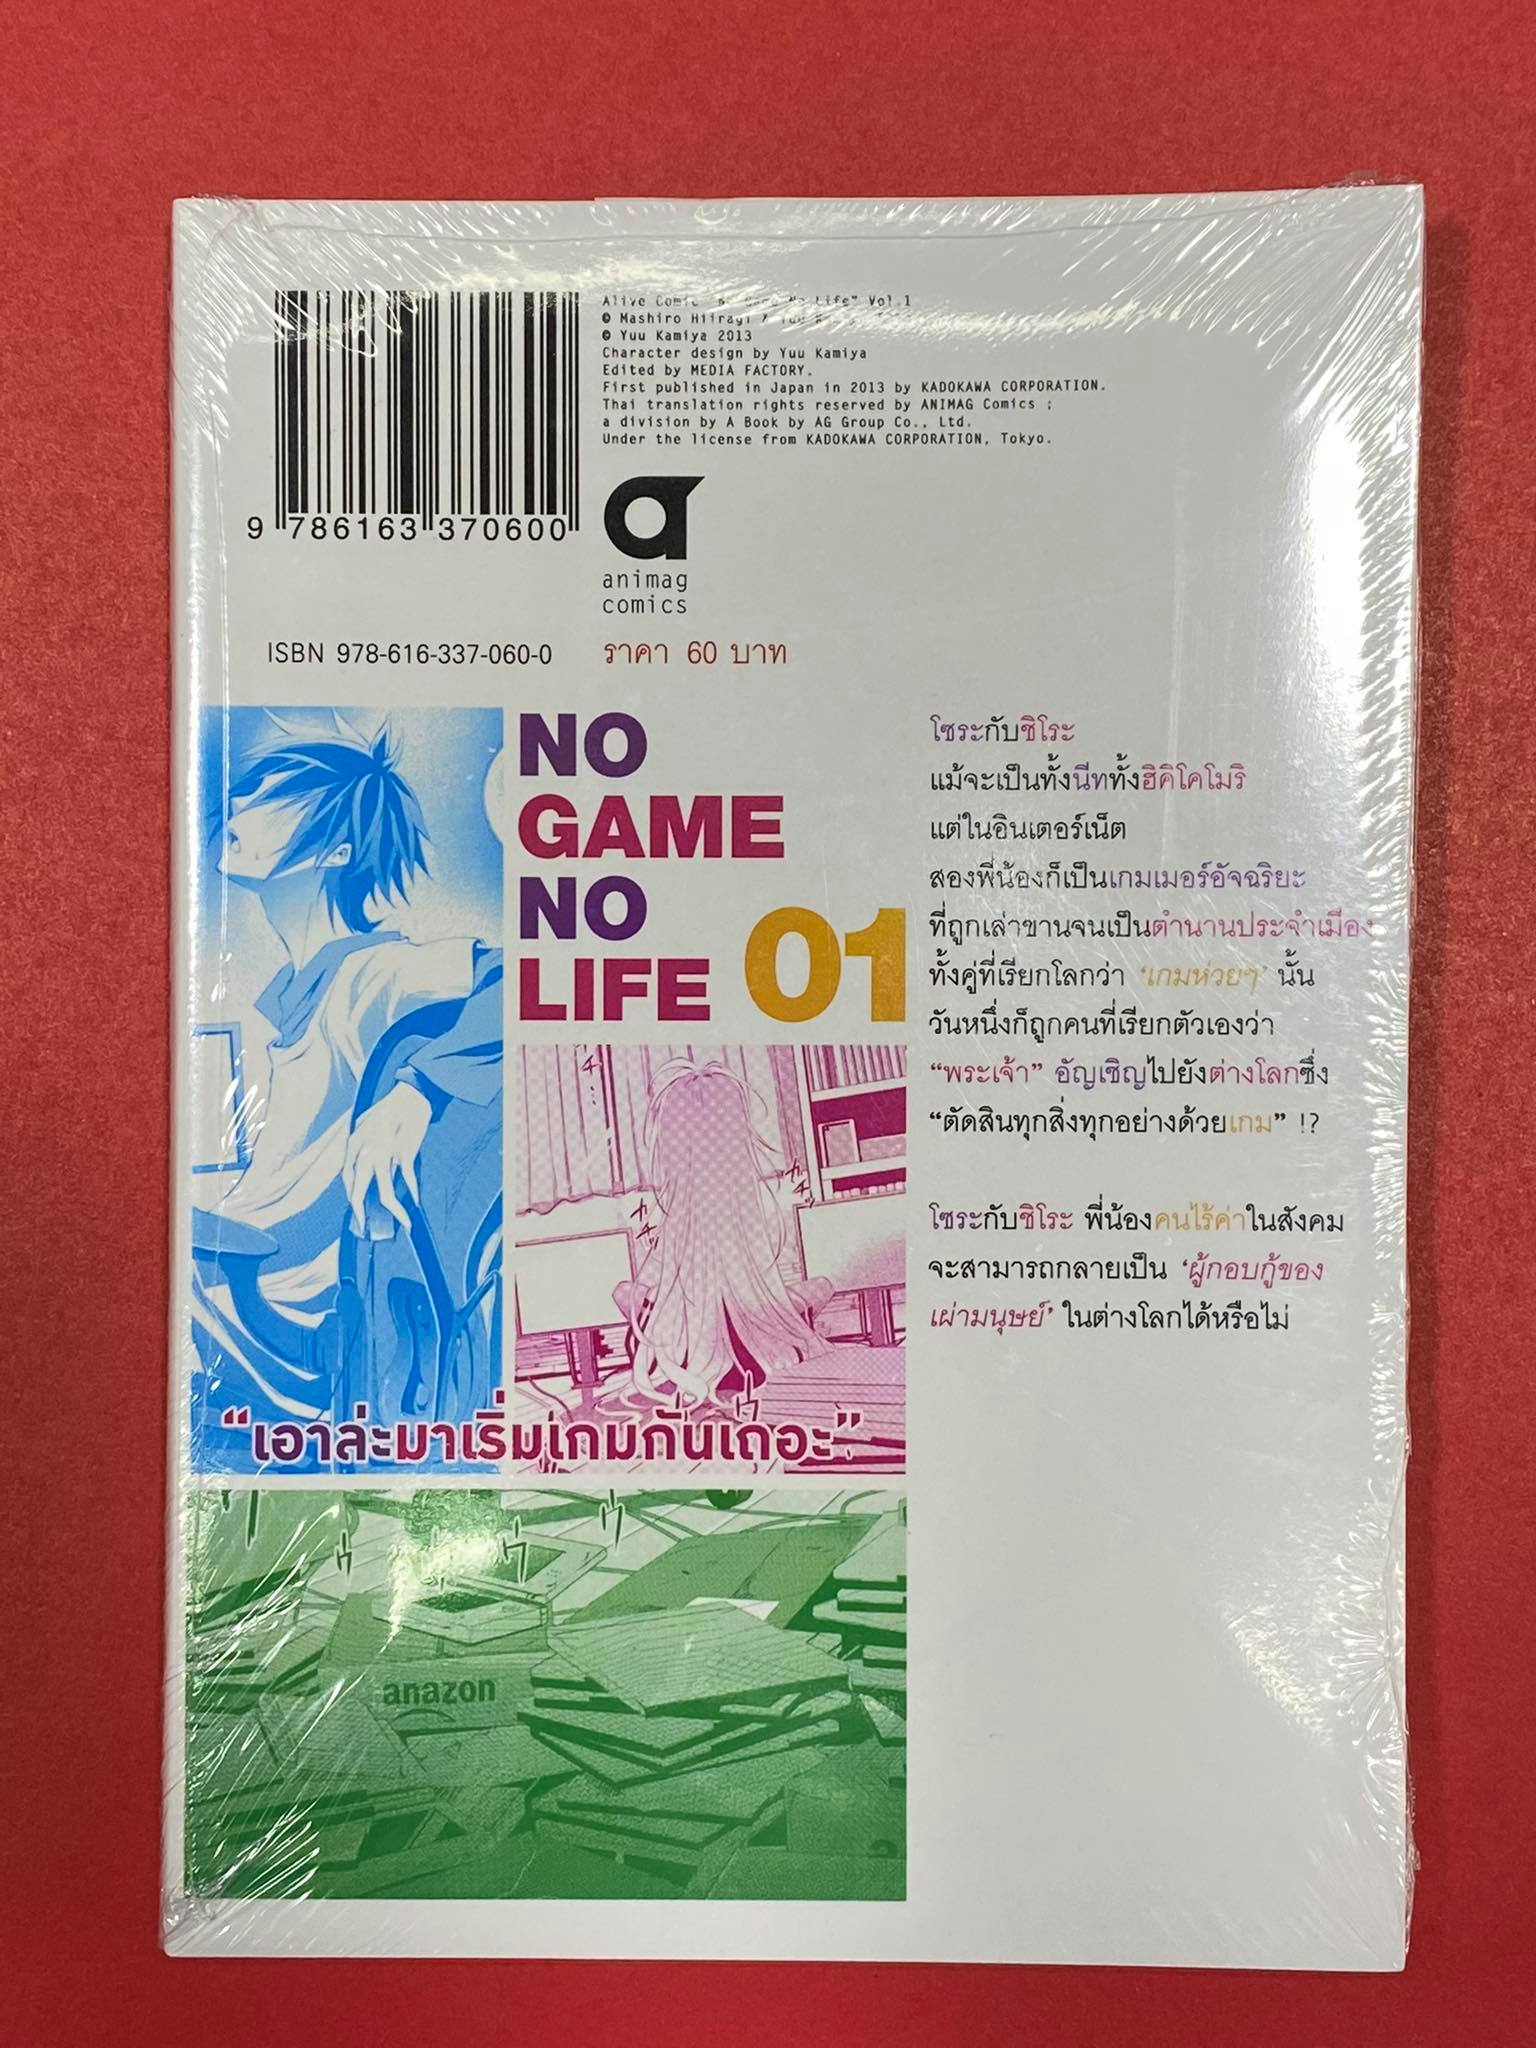 Alive Comic "No Game No Life" Vol.1
© Mashiro Hiiragi & Yuu
© Yuu Kamiya 2013
Character design by Yuu Kamiya
Edited by MEDIA FACTORY.
First published in Japan in 2013 by KADOKAWA CORPORATION.
Thai translation rights reserved by ANIMAG Comics ;
a division by A Book by AG Group Co., Ltd.
Under the license from KADOKAWA CORPORATION, Tokyo.
9 786163 370600
animag
comics
ISBN 978-616-337-060-0
ราคา 60 บาท
NO
GAME
NO
LIFE 01
โซระกับชิโระ
แม้จะเป็นทั้งนีททั้งฮิคิโคโมริ
แต่ในอินเตอร์เน็ต
สองพี่น้องก็เป็นเกมเมอร์อัจฉริยะ
ที่ถูกเล่าขานจนเป็นตำนานประจำเมือง
ทั้งคู่ที่เรียกโลกว่า ‘เกมห่วยๆ’ นั้น
วันหนึ่งก็ถูกคนที่เรียกตัวเองว่า
“พระเจ้า” อัญเชิญไปยังต่างโลกซึ่ง
“ตัดสินทุกสิ่งทุกอย่างด้วยเกม” !?
โซระกับชิโระ พี่น้องคนไร้ค่าในสังคม
จะสามารถกลายเป็น ‘ผู้กอบกู้ของ
เผ่ามนุษย์’ ในต่างโลกได้หรือไม่
カチ
カチッ
カチッ
“เอาล่ะมาเริ่มเกมกันเถอะ”
ウ
ウ
ウ
anazon